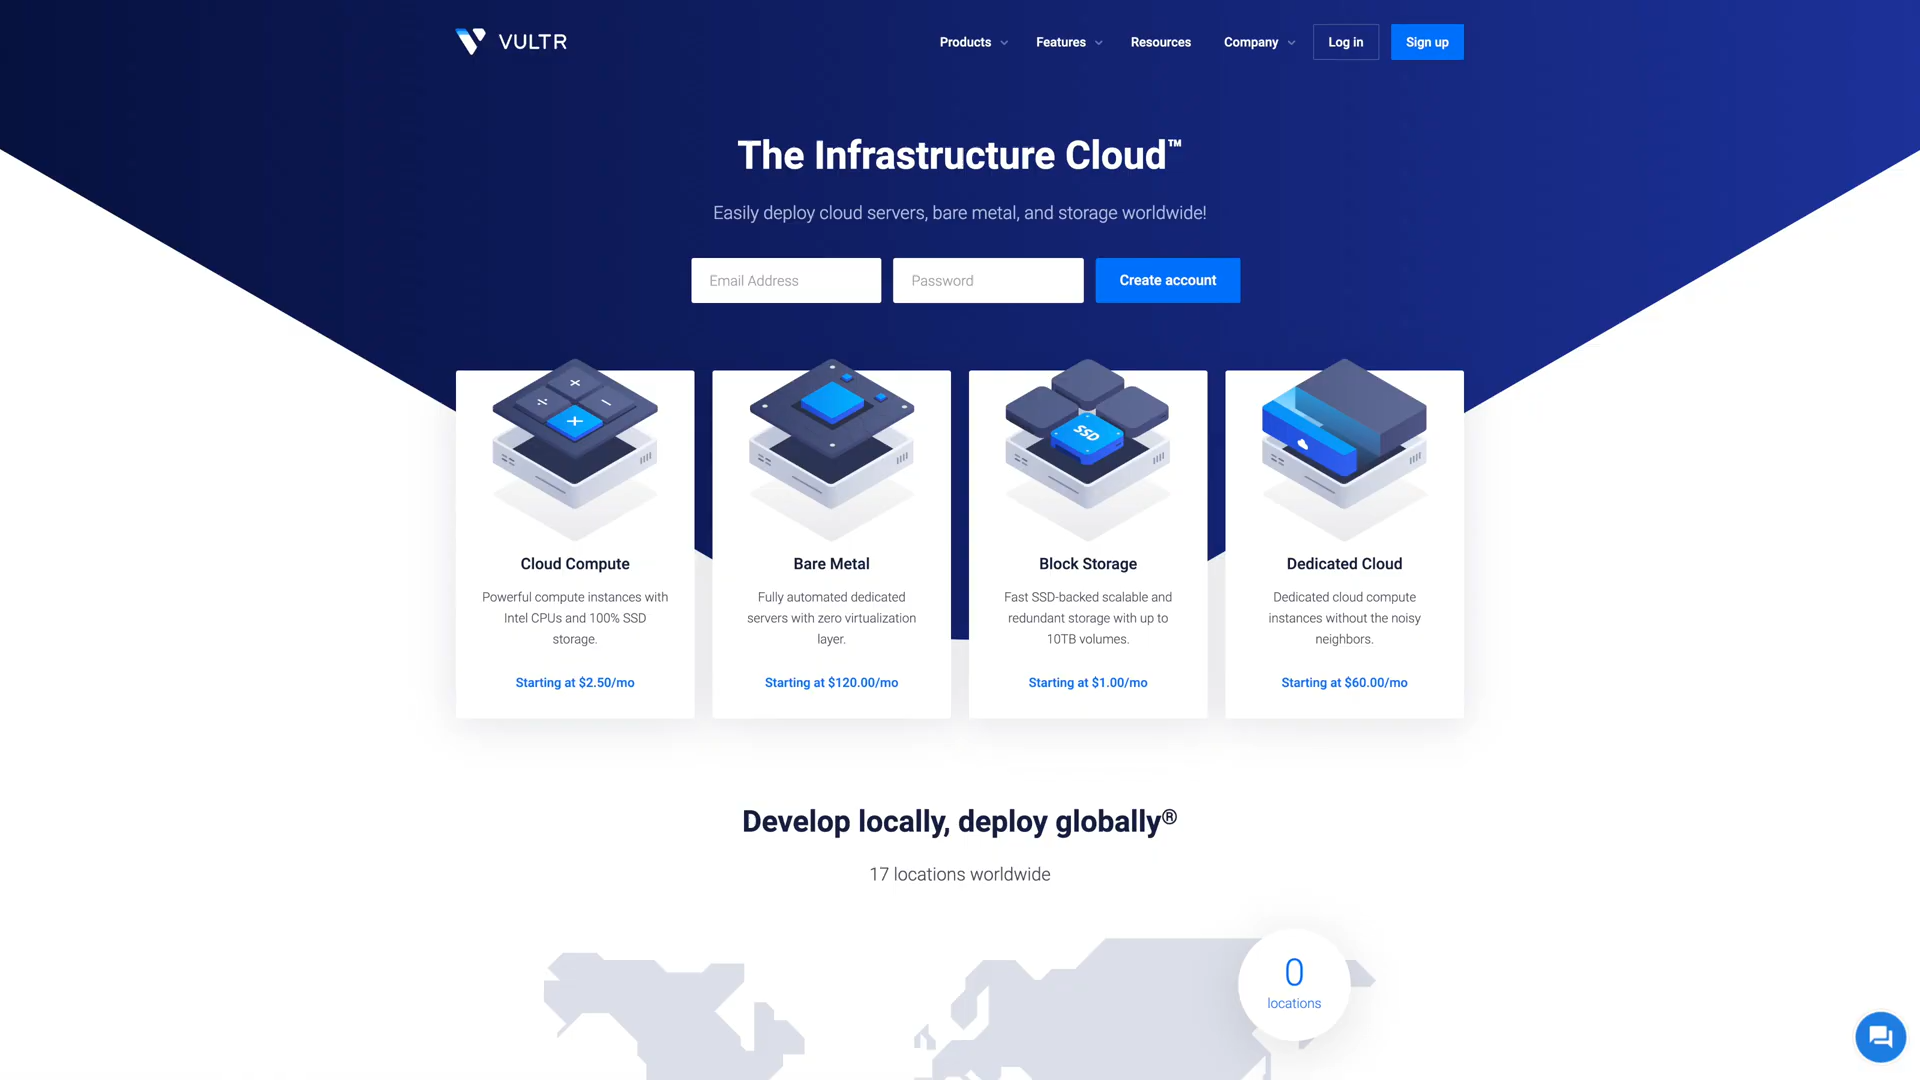 VULTR
Products
Features
Resources
Company
Log in
Sign up
The Infrastructure Cloud™
Easily deploy cloud servers, bare metal, and storage worldwide!
Email Address
Password
Create account
SSD
Cloud Compute
Powerful compute instances with
Intel CPUs and 100% SSD
storage.
Starting at $2.50/mo
Bare Metal
Fully automated dedicated
servers with zero virtualization
layer.
Starting at $120.00/mo
Block Storage
Fast SSD-backed scalable and
redundant storage with up to
10TB volumes.
Starting at $1.00/mo
Dedicated Cloud
Dedicated cloud compute
instances without the noisy
neighbors.
Starting at $60.00/mo
Develop locally, deploy globally®
17 locations worldwide
0
locations